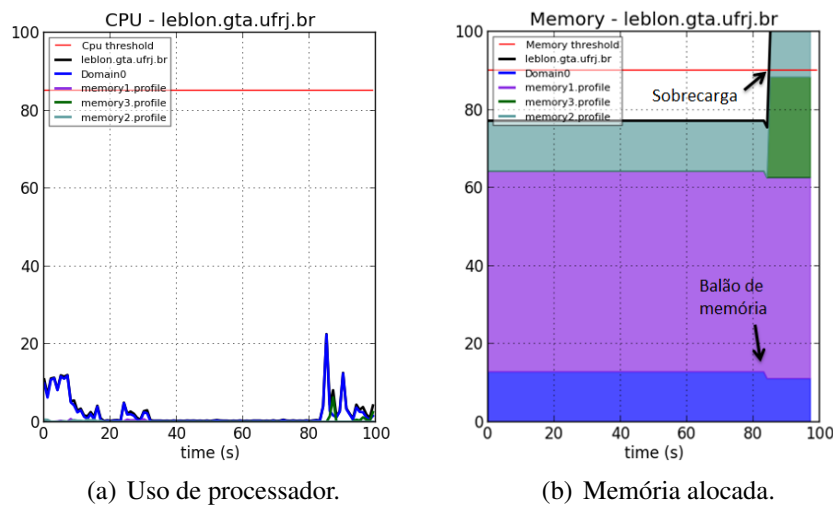 CPU - leblon.gta.ufrj.br
100
80
60
40
20
0
Cpu threshold
leblon.gta.ufrj.br
Domain0
memory1.profile
memory3.profile
memory2.profile
0 20 40 60 80 100
time (s)
(a) Uso de processador.
Memory - leblon.gta.ufrj.br
100
80
60
40
20
0
Memory threshold
leblon.gta.ufrj.br
Domain0
memory1.profile
memory3.profile
memory2.profile
Sobrecarga
Balão de
memória
0 20 40 60 80 100
time (s)
(b) Memória alocada.